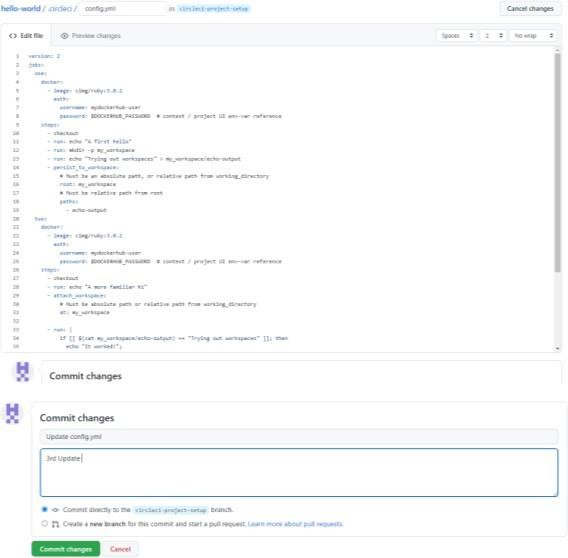 hello-world / .circleci / config.yml in circleci-project-setup Cancel changes
<> Edit file Preview changes Spaces 2 No wrap
1 version: 2
2 jobs:
3 one:
4 docker:
5 - image: cimg/ruby:3.0.2
6 auth:
7 username: mydockerhub-user
8 password: $DOCKERHUB_PASSWORD # context / project UI env-var reference
9 steps:
10 - checkout
11 - run: echo "A first hello"
12 - run: mkdir -p my_workspace
13 - run: echo "Trying out workspaces" > my_workspace/echo-output
14 - persist_to_workspace:
15 # Must be an absolute path, or relative path from working_directory
16 root: my_workspace
17 # Must be relative path from root
18 paths:
19 - echo-output
20 two:
21 docker:
22 - image: cimg/ruby:3.0.2
23 auth:
24 username: mydockerhub-user
25 password: $DOCKERHUB_PASSWORD # context / project UI env-var reference
26 steps:
27 - checkout
28 - run: echo "A more familiar hi"
29 - attach_workspace:
30 # Must be absolute path or relative path from working_directory
31 at: my_workspace
32
33 - run: |
34 if [[ $(cat my_workspace/echo-output) == "Trying out workspaces" ]]; then
35 echo "It worked!";
Commit changes
Commit changes
Update config.yml
3rd Update
Commit directly to the circleci-project-setup branch.
Create a new branch for this commit and start a pull request. Learn more about pull requests.
Commit changes Cancel